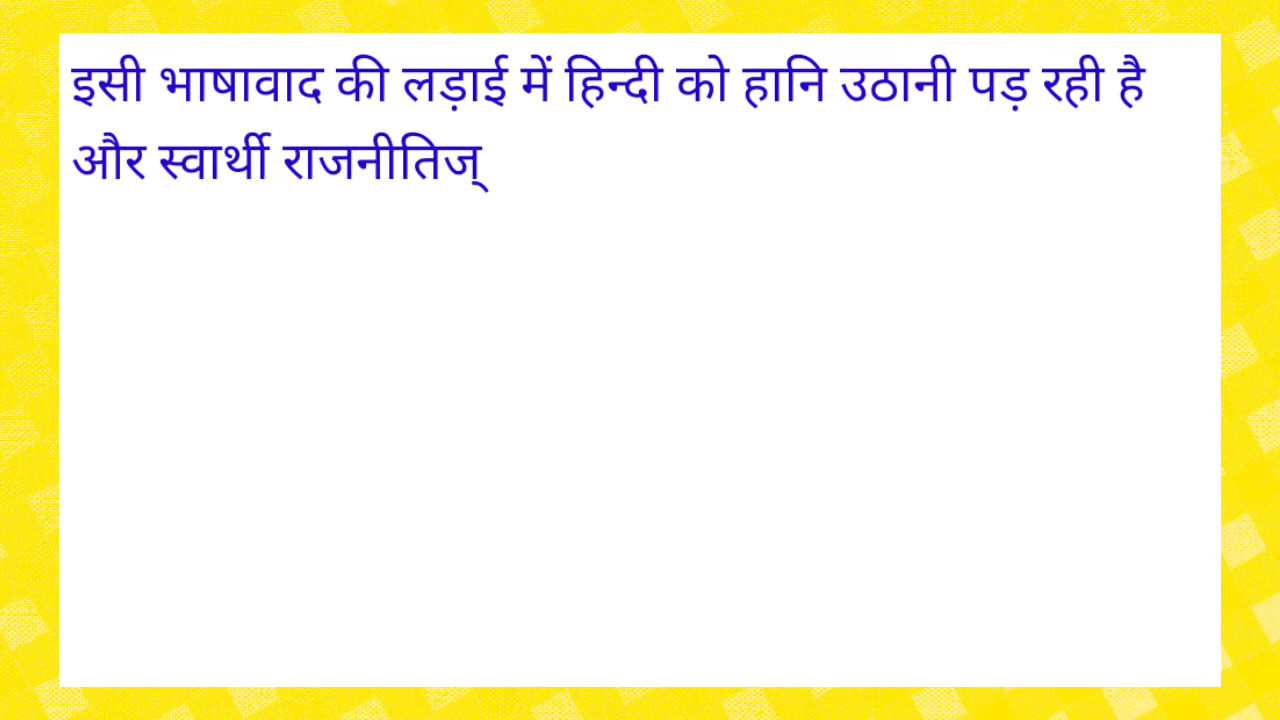 इसी भाषावाद की लड़ाई में हिन्दी को हानि उठानी पड़ रही है
और स्वार्थी राजनीतिज्